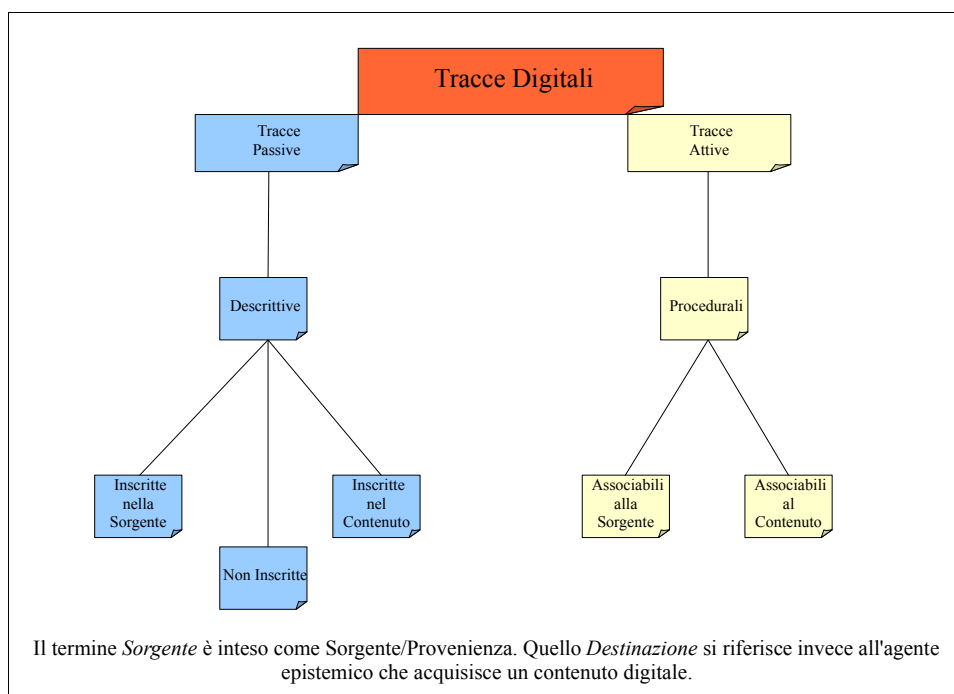 Tracce Digitali
Tracce
Passive
Tracce
Attive
Descrittive
Procedurali
Inscritte
nella
Sorgente
Inscritte
nel
Contenuto
Associabili
alla
Sorgente
Associabili
al
Contenuto
Non Inscritte
Il termine Sorgente è inteso come Sorgente/Provenienza. Quello Destinazione si riferisce invece all'agente
epistemico che acquisisce un contenuto digitale.